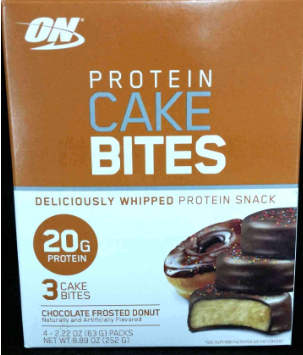 ON
PROTEIN
CAKE
BITES
DELICIOUSLY WHIPPED PROTEIN SNACK
20G
PROTEIN
3 CAKE
BITES
CHOCOLATE FROSTED DONUT
Naturally and Artificially Flavored
4 - 2.22 OZ (63 G) PACKS
NET WT 8.89 OZ (252 G)